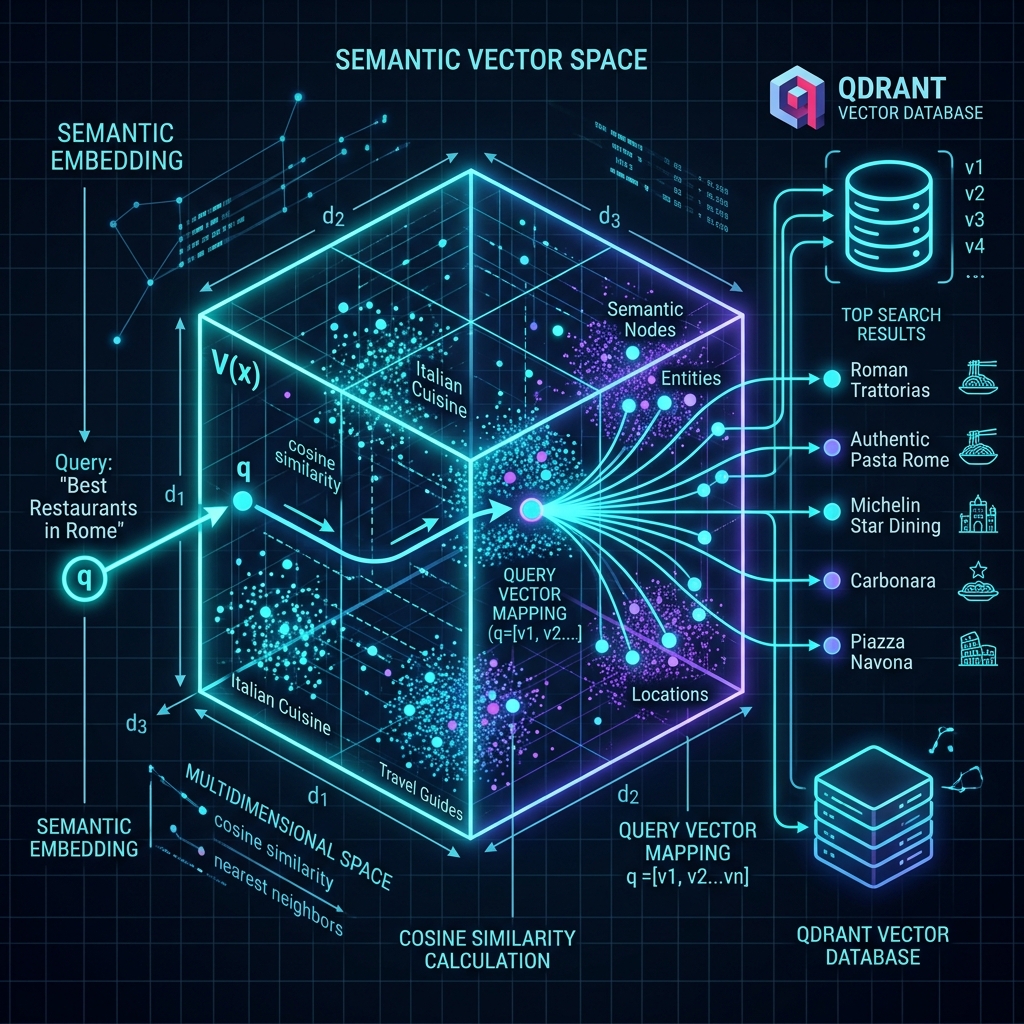 SEMANTIC VECTOR SPACE
QDRANT
VECTOR DATABASE
SEMANTIC
EMBEDDING
v1
v2
v3
v4
...
d2
d3
TOP SEARCH
RESULTS
Semantic
Nodes
V(x)
Italian
Cuisine
Entities
Roman
Trattorias
Authentic
Pasta Rome
cosine
similarity
q
Query:
"Best
Restaurants
in Rome"
d1
Michelin
Star Dining
q
QUERY
VECTOR
MAPPING
(q=[v1, v2...]
Carbonara
Piazza
Navona
Italian Cuisine
Locations
d3
Travel Guides
d1
d2
MULTIDIMENSIONAL SPACE
cosine similarity
nearest neighbors
SEMANTIC
EMBEDDING
QUERY VECTOR
MAPPING
q =[v1, v2...vn]
COSINE SIMILARITY
CALCULATION
QDRANT VECTOR
DATABASE